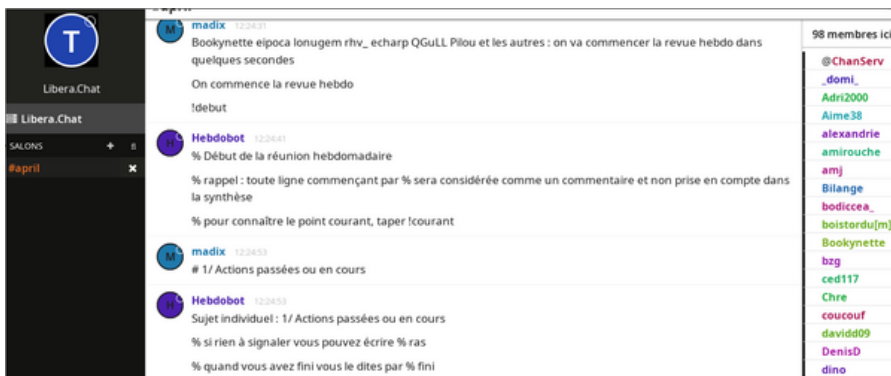 #april
T
Libera.Chat
Libera.Chat
SALONS
#april
M
madix 12:24:31
Bookynette eipoca lonugem rhv_ echarp QGuLL Pilou et les autres : on va commencer la revue hebdo dans
quelques secondes
On commence la revue hebdo
!debut
H
Hebdobot 12:24:41
% Début de la réunion hebdomadaire
% rappel : toute ligne commençant par % sera considérée comme un commentaire et non prise en compte dans
la synthèse
% pour connaître le point courant, taper !courant
M
madix 12:24:53
# 1/ Actions passées ou en cours
H
Hebdobot 12:24:53
Sujet individuel : 1/ Actions passées ou en cours
% si rien à signaler vous pouvez écrire % ras
% quand vous avez fini vous le dites par % fini
98 membres ici
@ChanServ
_domi_
Adri2000
Aime38
alexandrie
amirouche
amj
Bilange
bodiccea_
boistordu[m]
Bookynette
bzg
ced117
Chre
coucouf
davidd09
DenisD
dino